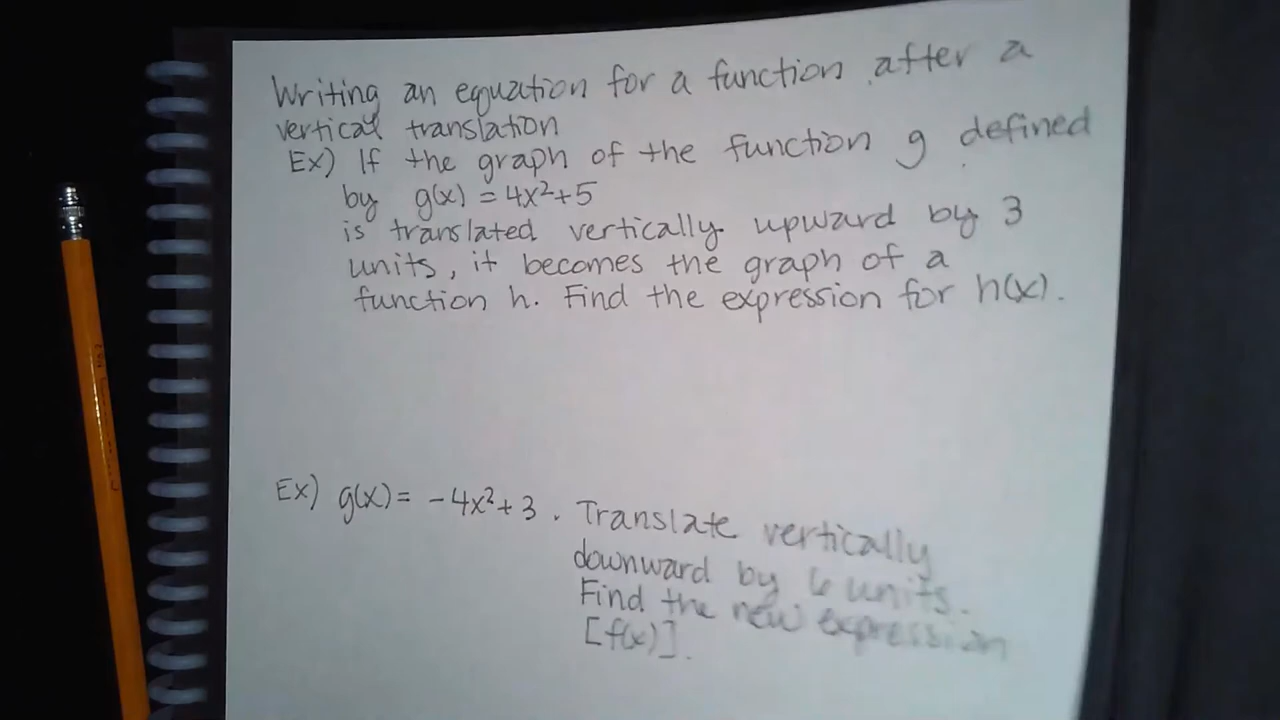 Writing an equation for a function after a
vertical translation
Ex) If the graph of the function g defined
by g(x) = 4x²+5
is translated vertically upward by 3
units, it becomes the graph of a
function h. Find the expression for h(x).
Ex) g(x) = -4x²+3. Translate vertically
downward by 6 units.
Find the new expression
[f(x)].